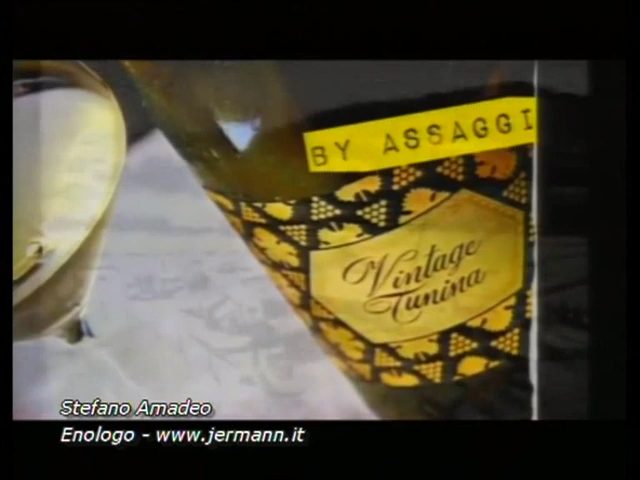 BY ASSAGGI
Vintage
Tunina
Stefano Amadeo
Enologo - www.jermann.it